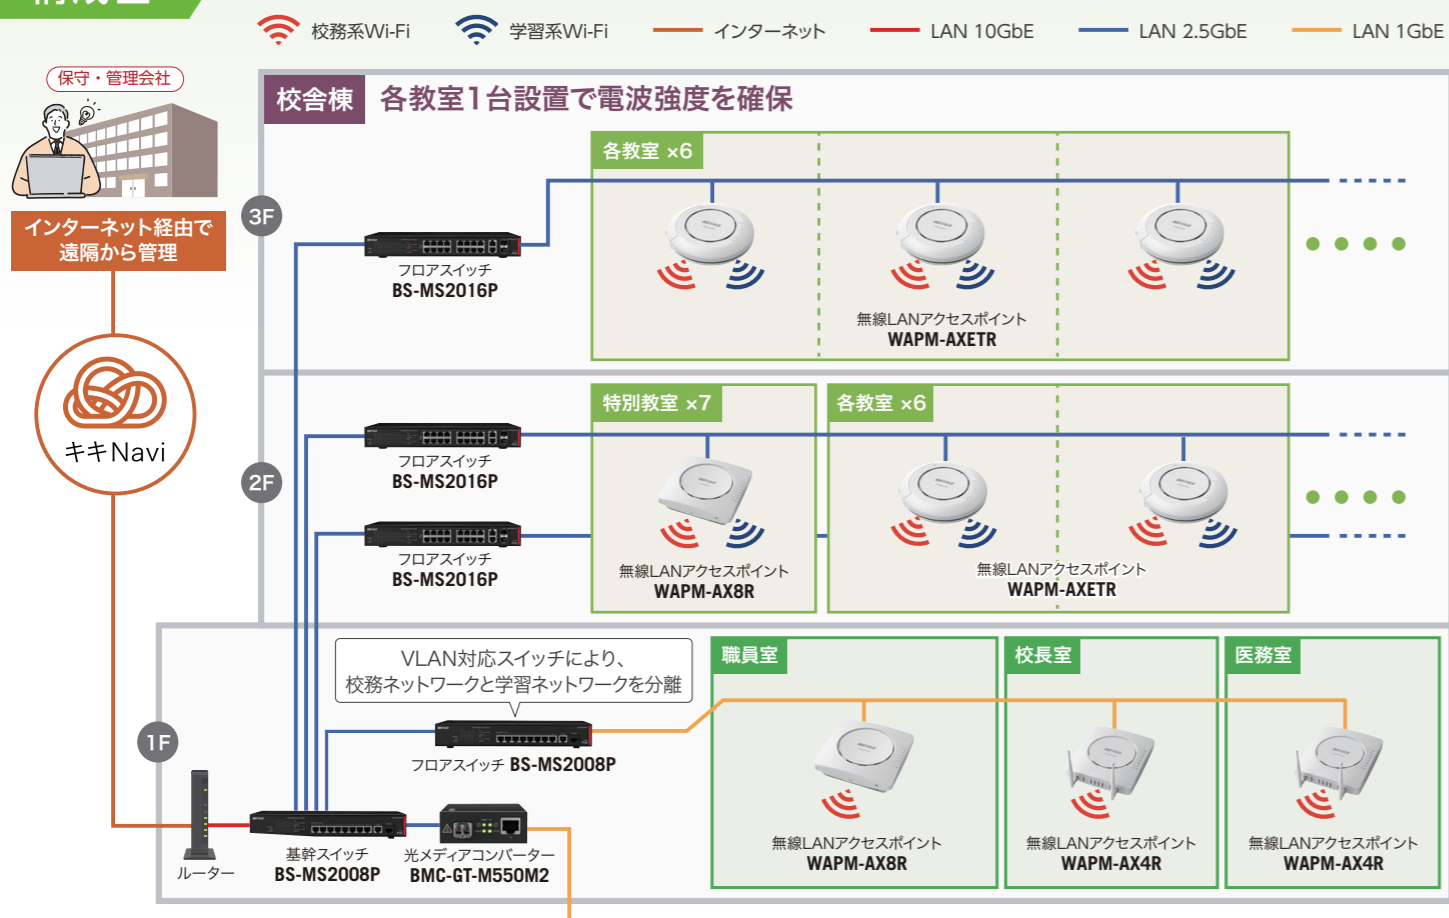 校務系Wi-Fi
学習系Wi-Fi
インターネット
LAN 10GbE
LAN 2.5GbE
LAN 1GbE
保守・管理会社
インターネット経由で
遠隔から管理
キキNavi
校舎棟
各教室1台設置で電波強度を確保
3F
各教室 ×6
フロアスイッチ
BS-MS2016P
無線LANアクセスポイント
WAPM-AXETR
2F
特別教室 ×7
各教室 ×6
フロアスイッチ
BS-MS2016P
フロアスイッチ
BS-MS2016P
無線LANアクセスポイント
WAPM-AX8R
無線LANアクセスポイント
WAPM-AXETR
1F
VLAN対応スイッチにより、
校務ネットワークと学習ネットワークを分離
フロアスイッチ BS-MS2008P
職員室
校長室
医務室
無線LANアクセスポイント
WAPM-AX8R
無線LANアクセスポイント
WAPM-AX4R
無線LANアクセスポイント
WAPM-AX4R
ルーター
基幹スイッチ
BS-MS2008P
光メディアコンバーター
BMC-GT-M550M2